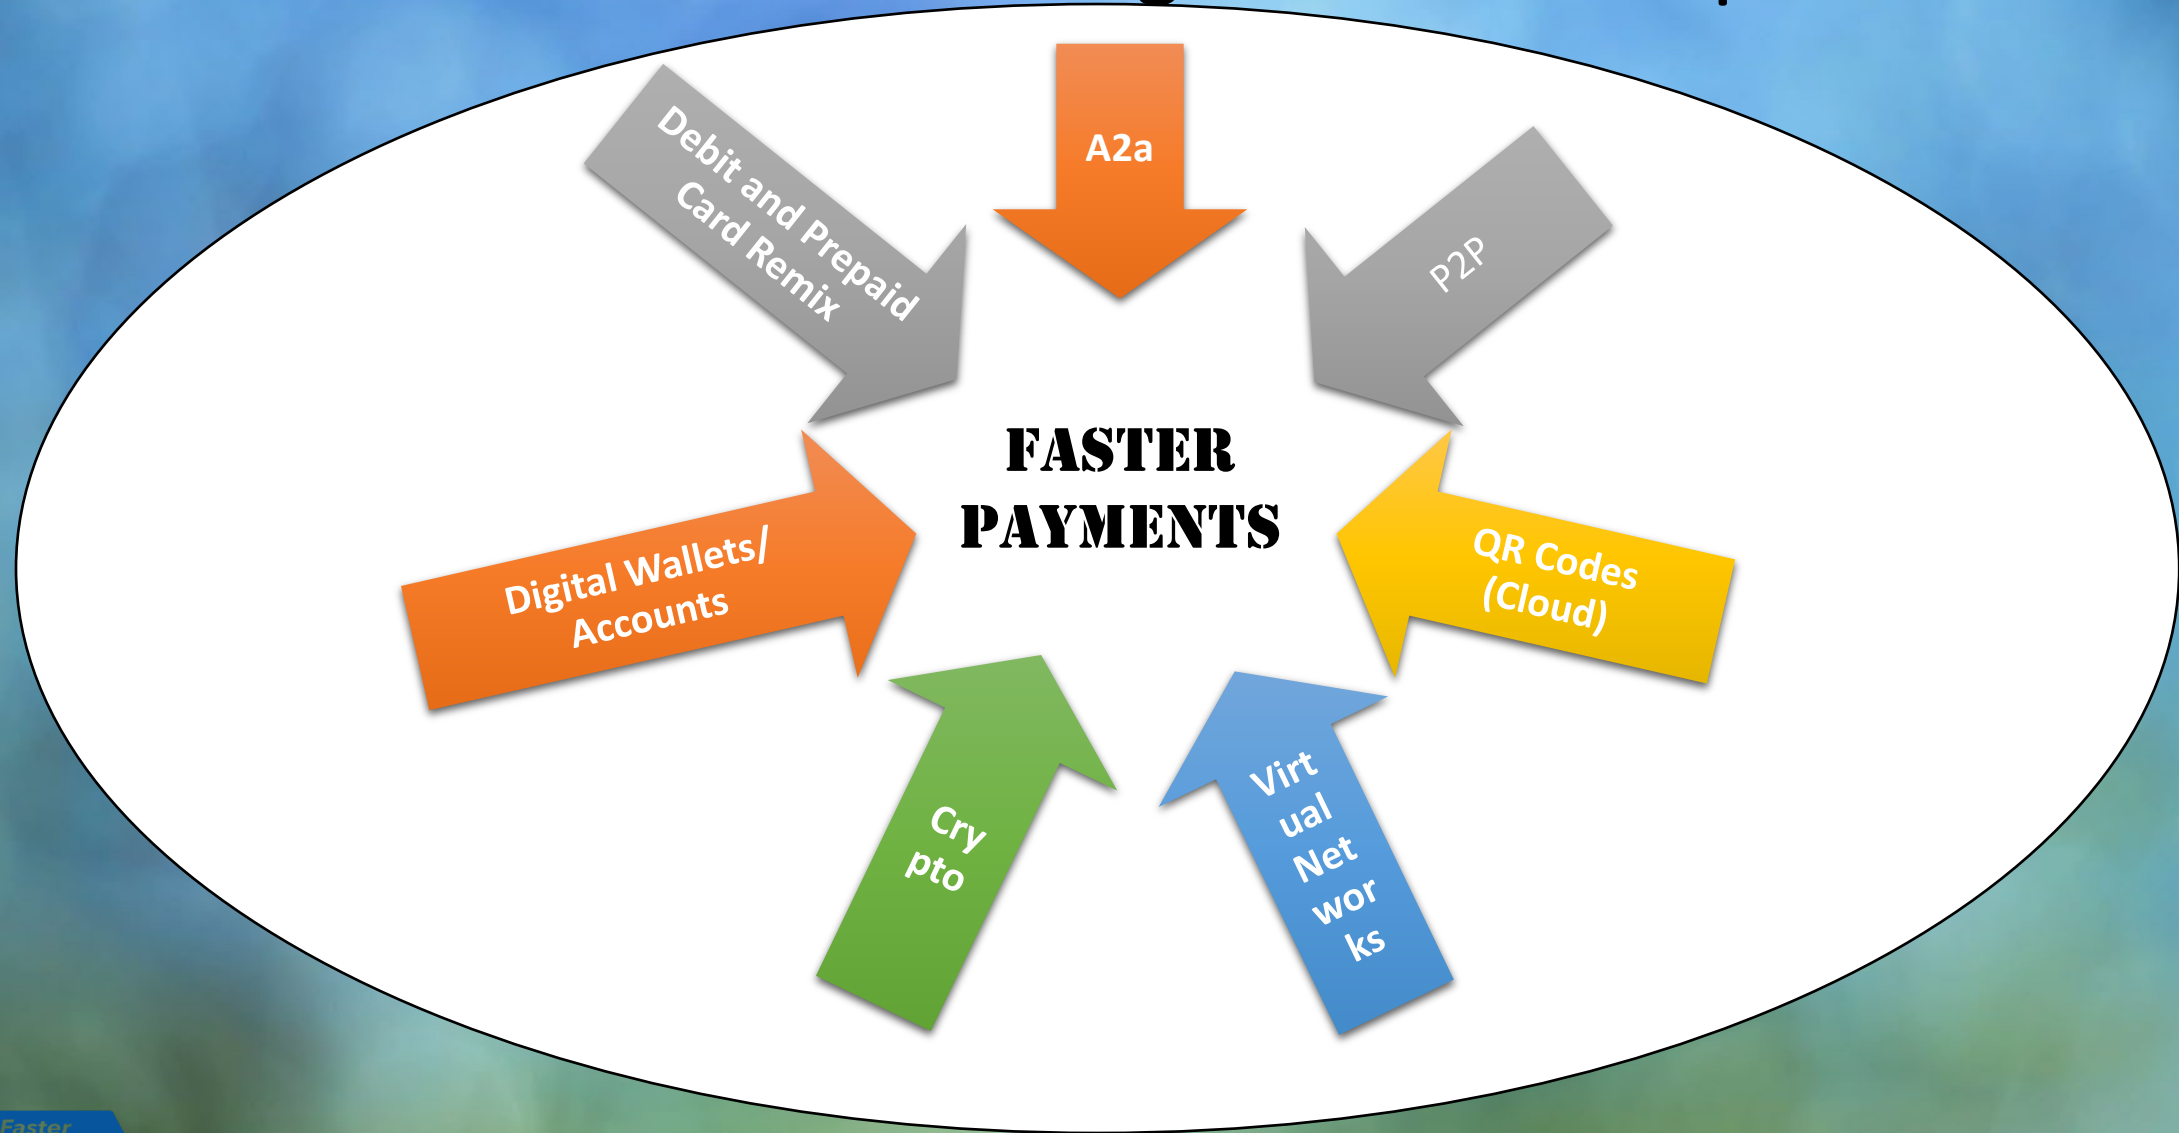 A2a
Debit and Prepaid
Card Remix
P2P
FASTER
PAYMENTS
Digital Wallets/
Accounts
QR Codes
(Cloud)
Cry
pto
Virt
ual
Net
wor
ks
Faster